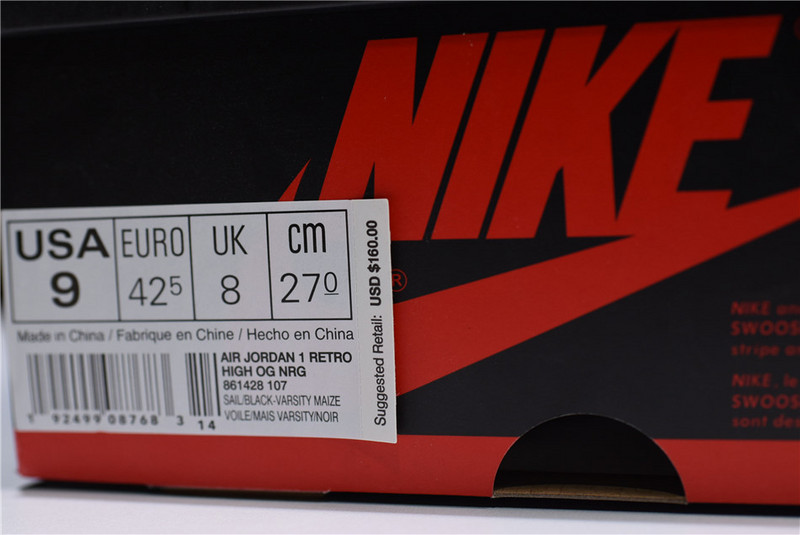 NIKE
®
USA EURO UK cm
9 42⁵ 8 27⁰
Made in China / Fabrique en Chine / Hecho en China
AIR JORDAN 1 RETRO
HIGH OG NRG
861428 107
SAIL/BLACK-VARSITY MAIZE
VOILE/MAIS VARSITY/NOIR
1 92499 08768 3 14
Suggested Retail: USD $160.00
NIKE
SWOOS
stripe
NIKE, le
SWOOS
sont des